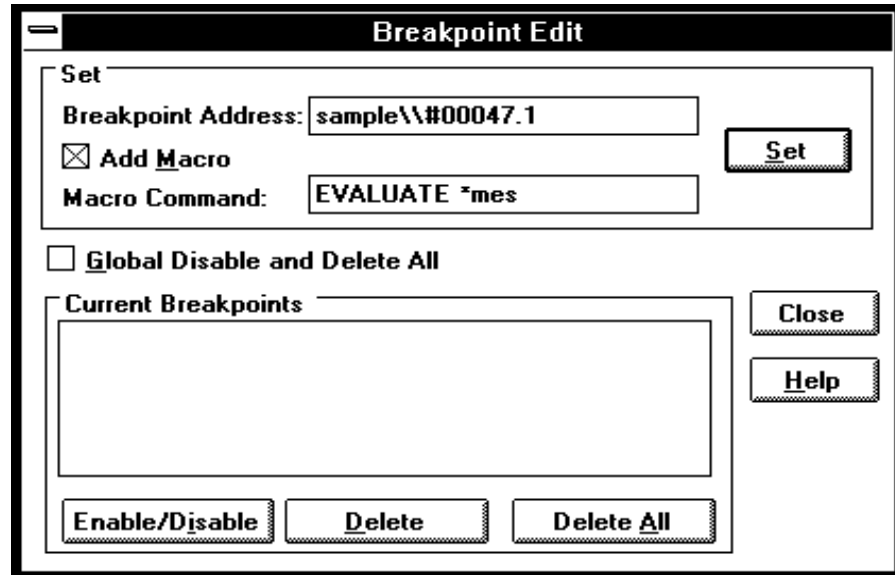 Breakpoint Edit
Set
Breakpoint Address: sample\\#00047.1
Add Macro
Set
Macro Command: EVALUATE *mes
Global Disable and Delete All
Current Breakpoints
Close
Help
Enable/Disable Delete Delete All